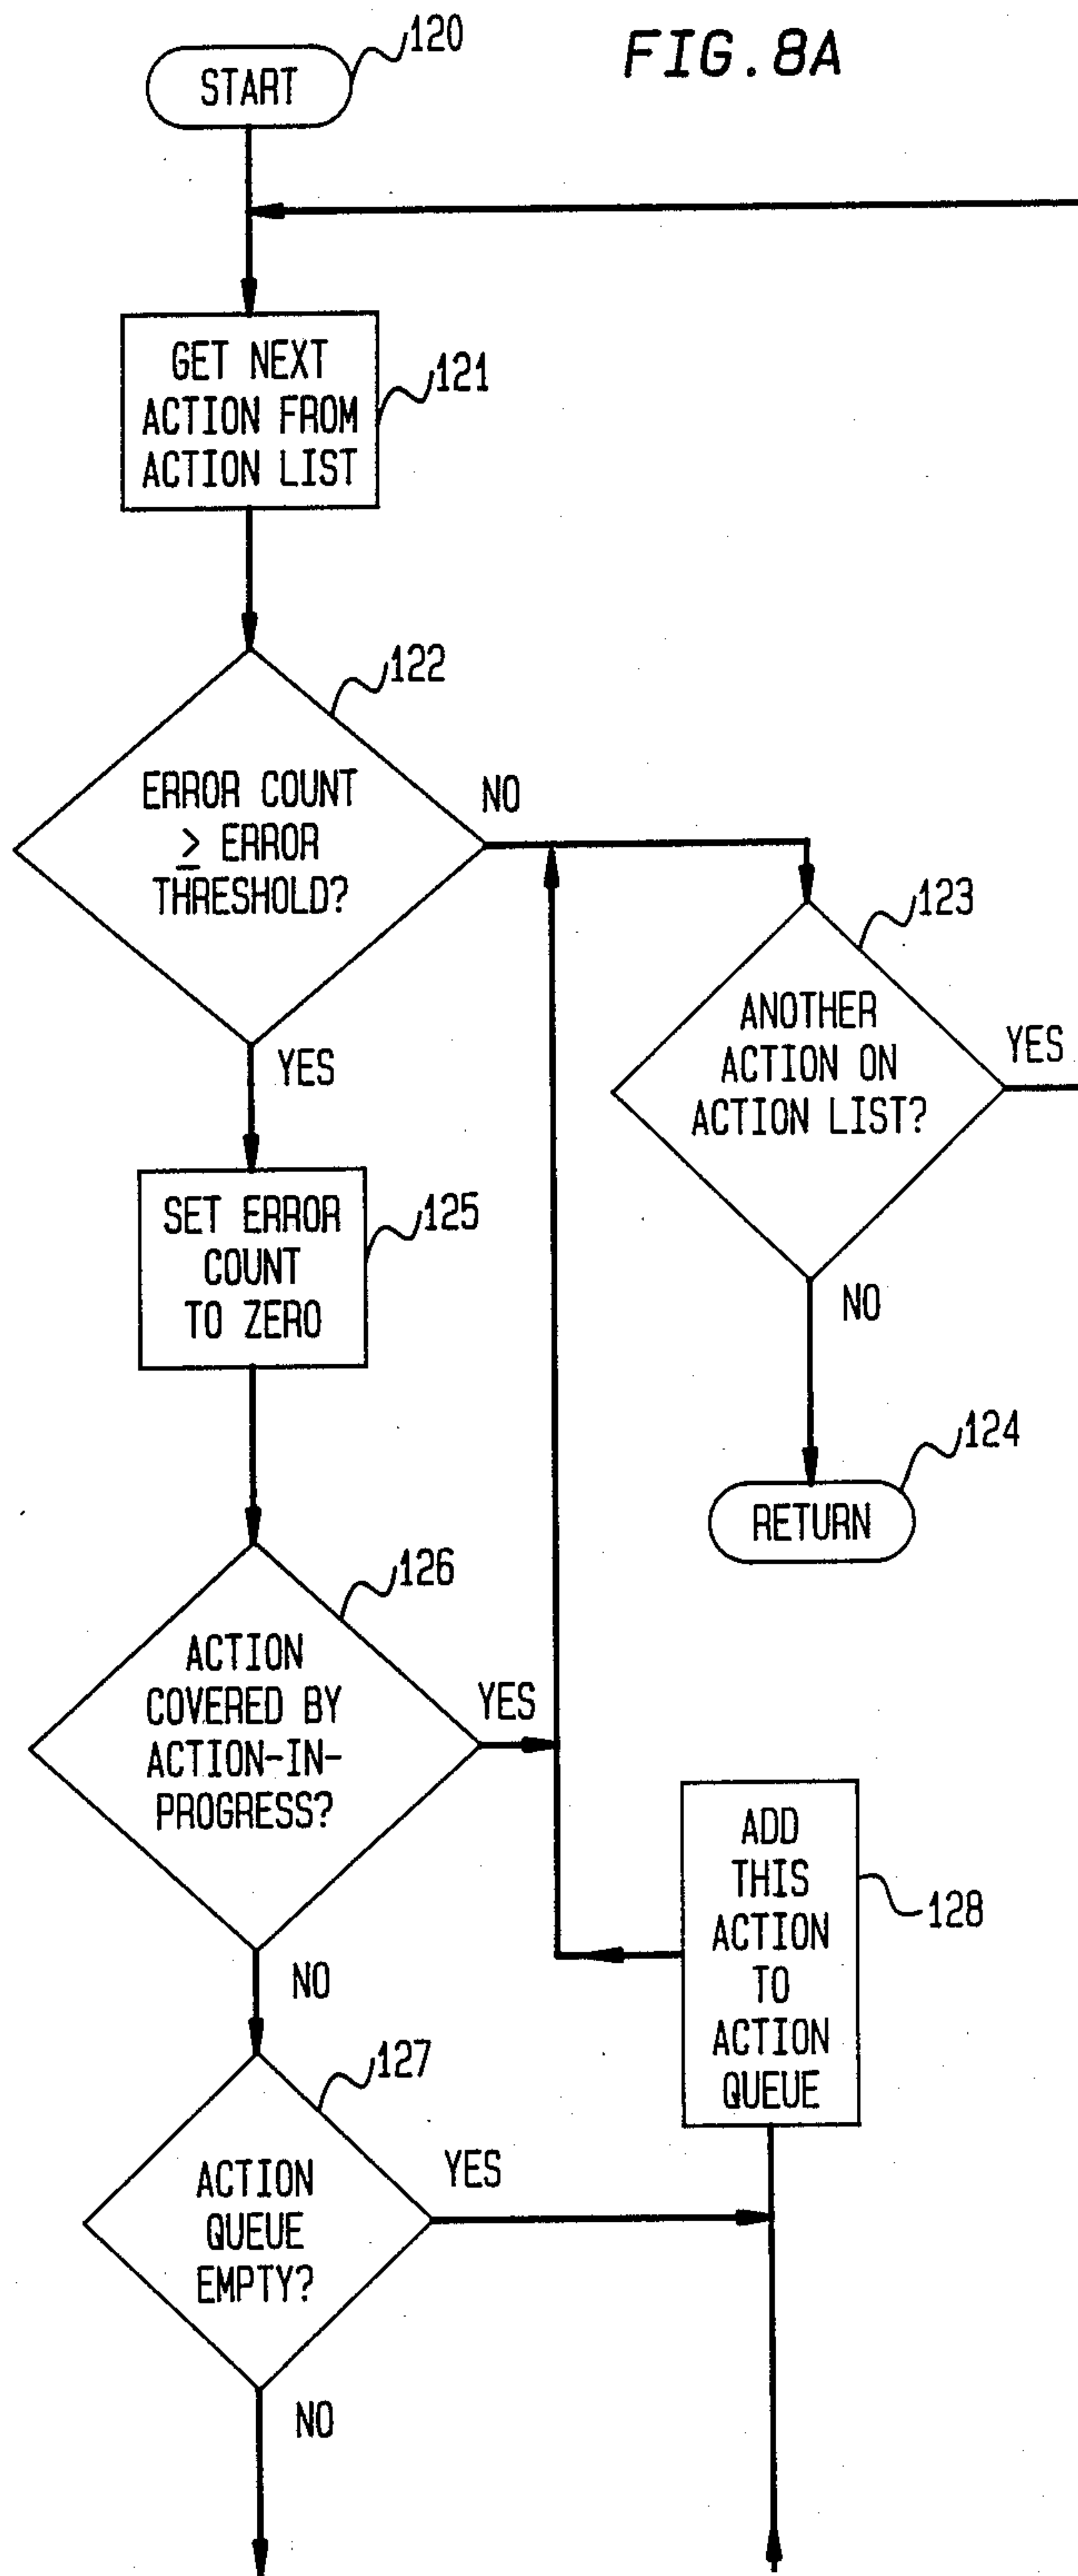 FIG. 8A
START
120
GET NEXT
ACTION FROM
ACTION LIST
121
122
ERROR COUNT
≥ ERROR
THRESHOLD?
NO
YES
123
ANOTHER
ACTION ON
ACTION LIST?
YES
NO
124
RETURN
SET ERROR
COUNT
TO ZERO
125
126
ACTION
COVERED BY
ACTION-IN-
PROGRESS?
YES
NO
ADD
THIS
ACTION
TO
ACTION
QUEUE
128
127
ACTION
QUEUE
EMPTY?
YES
NO